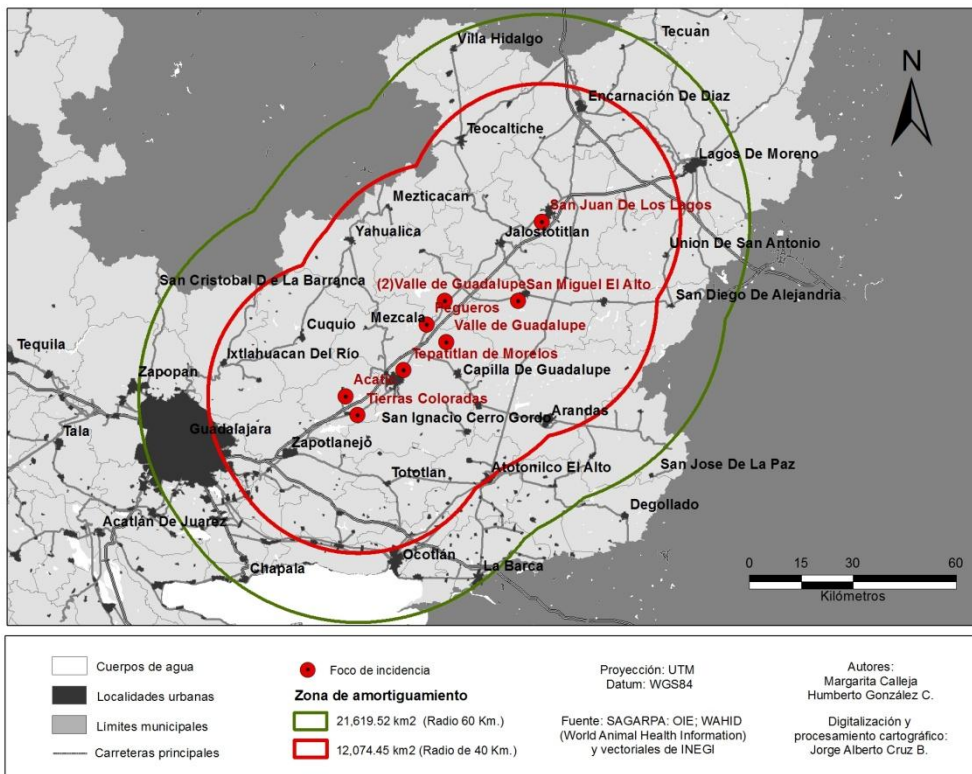 Villa Hidalgo
Tecuan
N
Encarnación De Diaz
Teocaltiche
Lagos De Moreno
Mezticacan
San Juan De Los Lagos
Yahualica
Jalostotitlan
Union De San Antonio
San Cristobal D e La Barranca
(2)Valle de Guadalupe
San Miguel El Alto
San Diego De Alejandria
Pegueros
Mezcala
Cuquio
Valle de Guadalupe
Tequila
Ixtlahuacan Del Río
Tepatitlan de Morelos
Zapopan
Acatic
Capilla De Guadalupe
Tierras Coloradas
San Ignacio Cerro Gordo
Arandas
Tala
Guadalajara
Zapotlanejo
Tototlan
Atotonilco El Alto
San Jose De La Paz
Acatlán De Juarez
Degollado
Ocotlán
Chapala
La Barca
0 15 30 60
Kilómetros
Cuerpos de agua
Localidades urbanas
Límites municipales
Carreteras principales
Foco de incidencia
Zona de amortiguamiento
21,619.52 km2 (Radio 60 Km.)
12,074.45 km2 (Radio de 40 Km.)
Proyección: UTM
Datum: WGS84
Fuente: SAGARPA: OIE; WAHID
(World Animal Health Information)
y vectoriales de INEGI
Autores:
Margarita Calleja
Humberto González C.
Digitalización y
procesamiento cartográfico:
Jorge Alberto Cruz B.